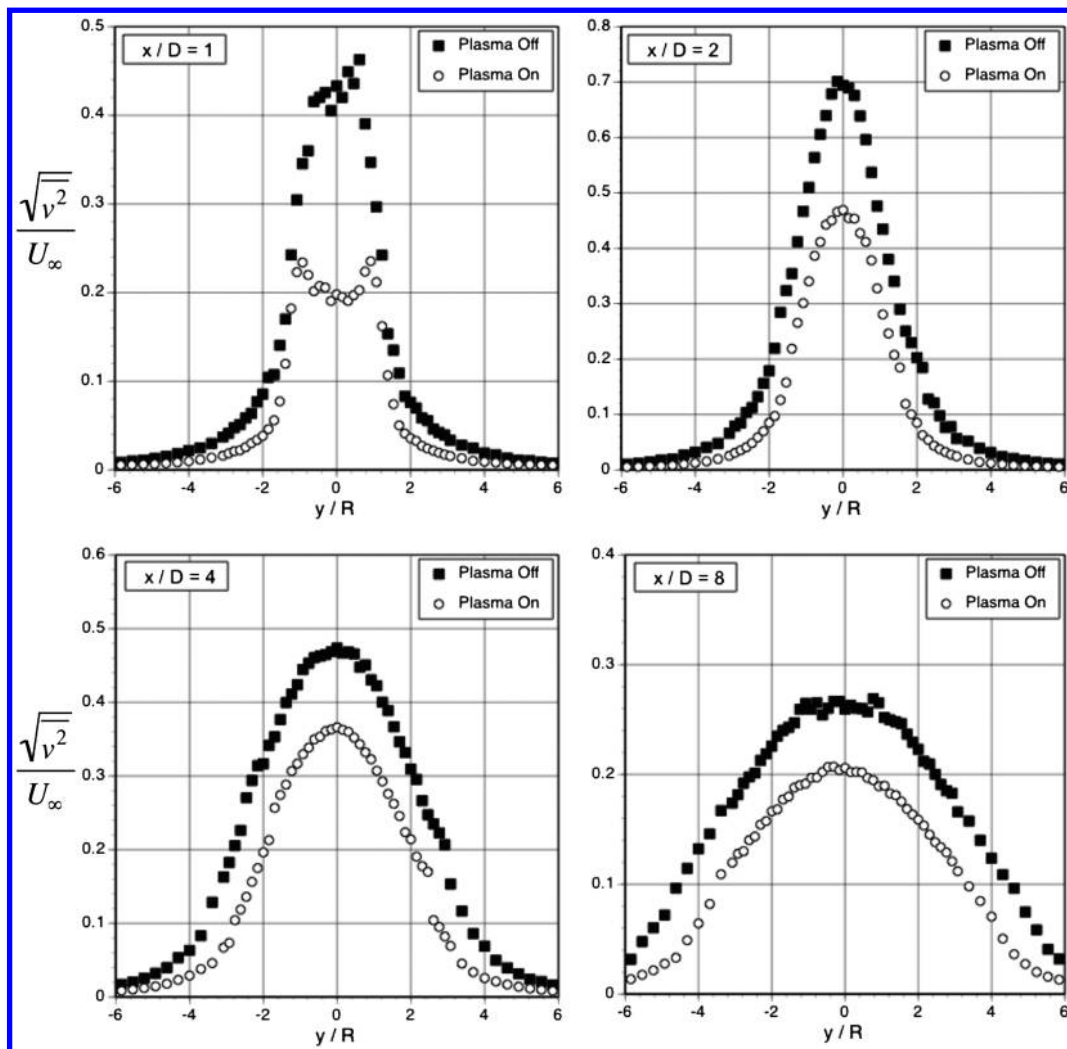 x / D = 1
Plasma Off
Plasma On
0.5
0.4
0.3
0.2
0.1
0
-6 -4 -2 0 2 4 6
y / R
√v²
U∞
x / D = 2
Plasma Off
Plasma On
0.8
0.7
0.6
0.5
0.4
0.3
0.2
0.1
0
-6 -4 -2 0 2 4 6
y / R
x / D = 4
Plasma Off
Plasma On
0.6
0.5
0.4
0.3
0.2
0.1
0
-6 -4 -2 0 2 4 6
y / R
√v²
U∞
x / D = 8
Plasma Off
Plasma On
0.4
0.3
0.2
0.1
0
-6 -4 -2 0 2 4 6
y / R